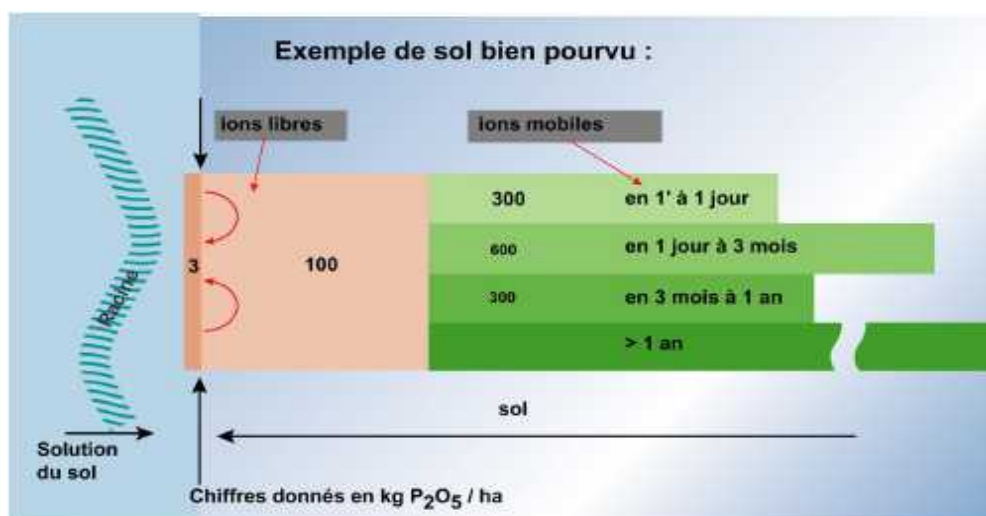 Exemple de sol bien pourvu :
ions libres
ions mobiles
300 en 1' à 1 jour
600 en 1 jour à 3 mois
3
100
300 en 3 mois à 1 an
> 1 an
Racine
sol
Solution
du sol
Chiffres donnés en kg P₂O₅ / ha